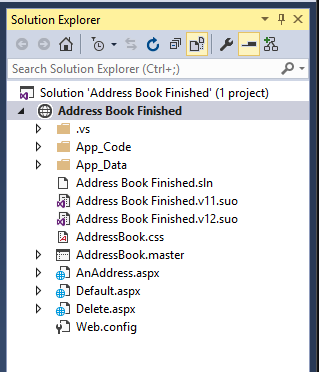 Solution Explorer
Search Solution Explorer (Ctrl+;)
Solution 'Address Book Finished' (1 project)
Address Book Finished
.vs
App_Code
App_Data
Address Book Finished.sln
Address Book Finished.v11.suo
Address Book Finished.v12.suo
AddressBook.css
AddressBook.master
AnAddress.aspx
Default.aspx
Delete.aspx
Web.config